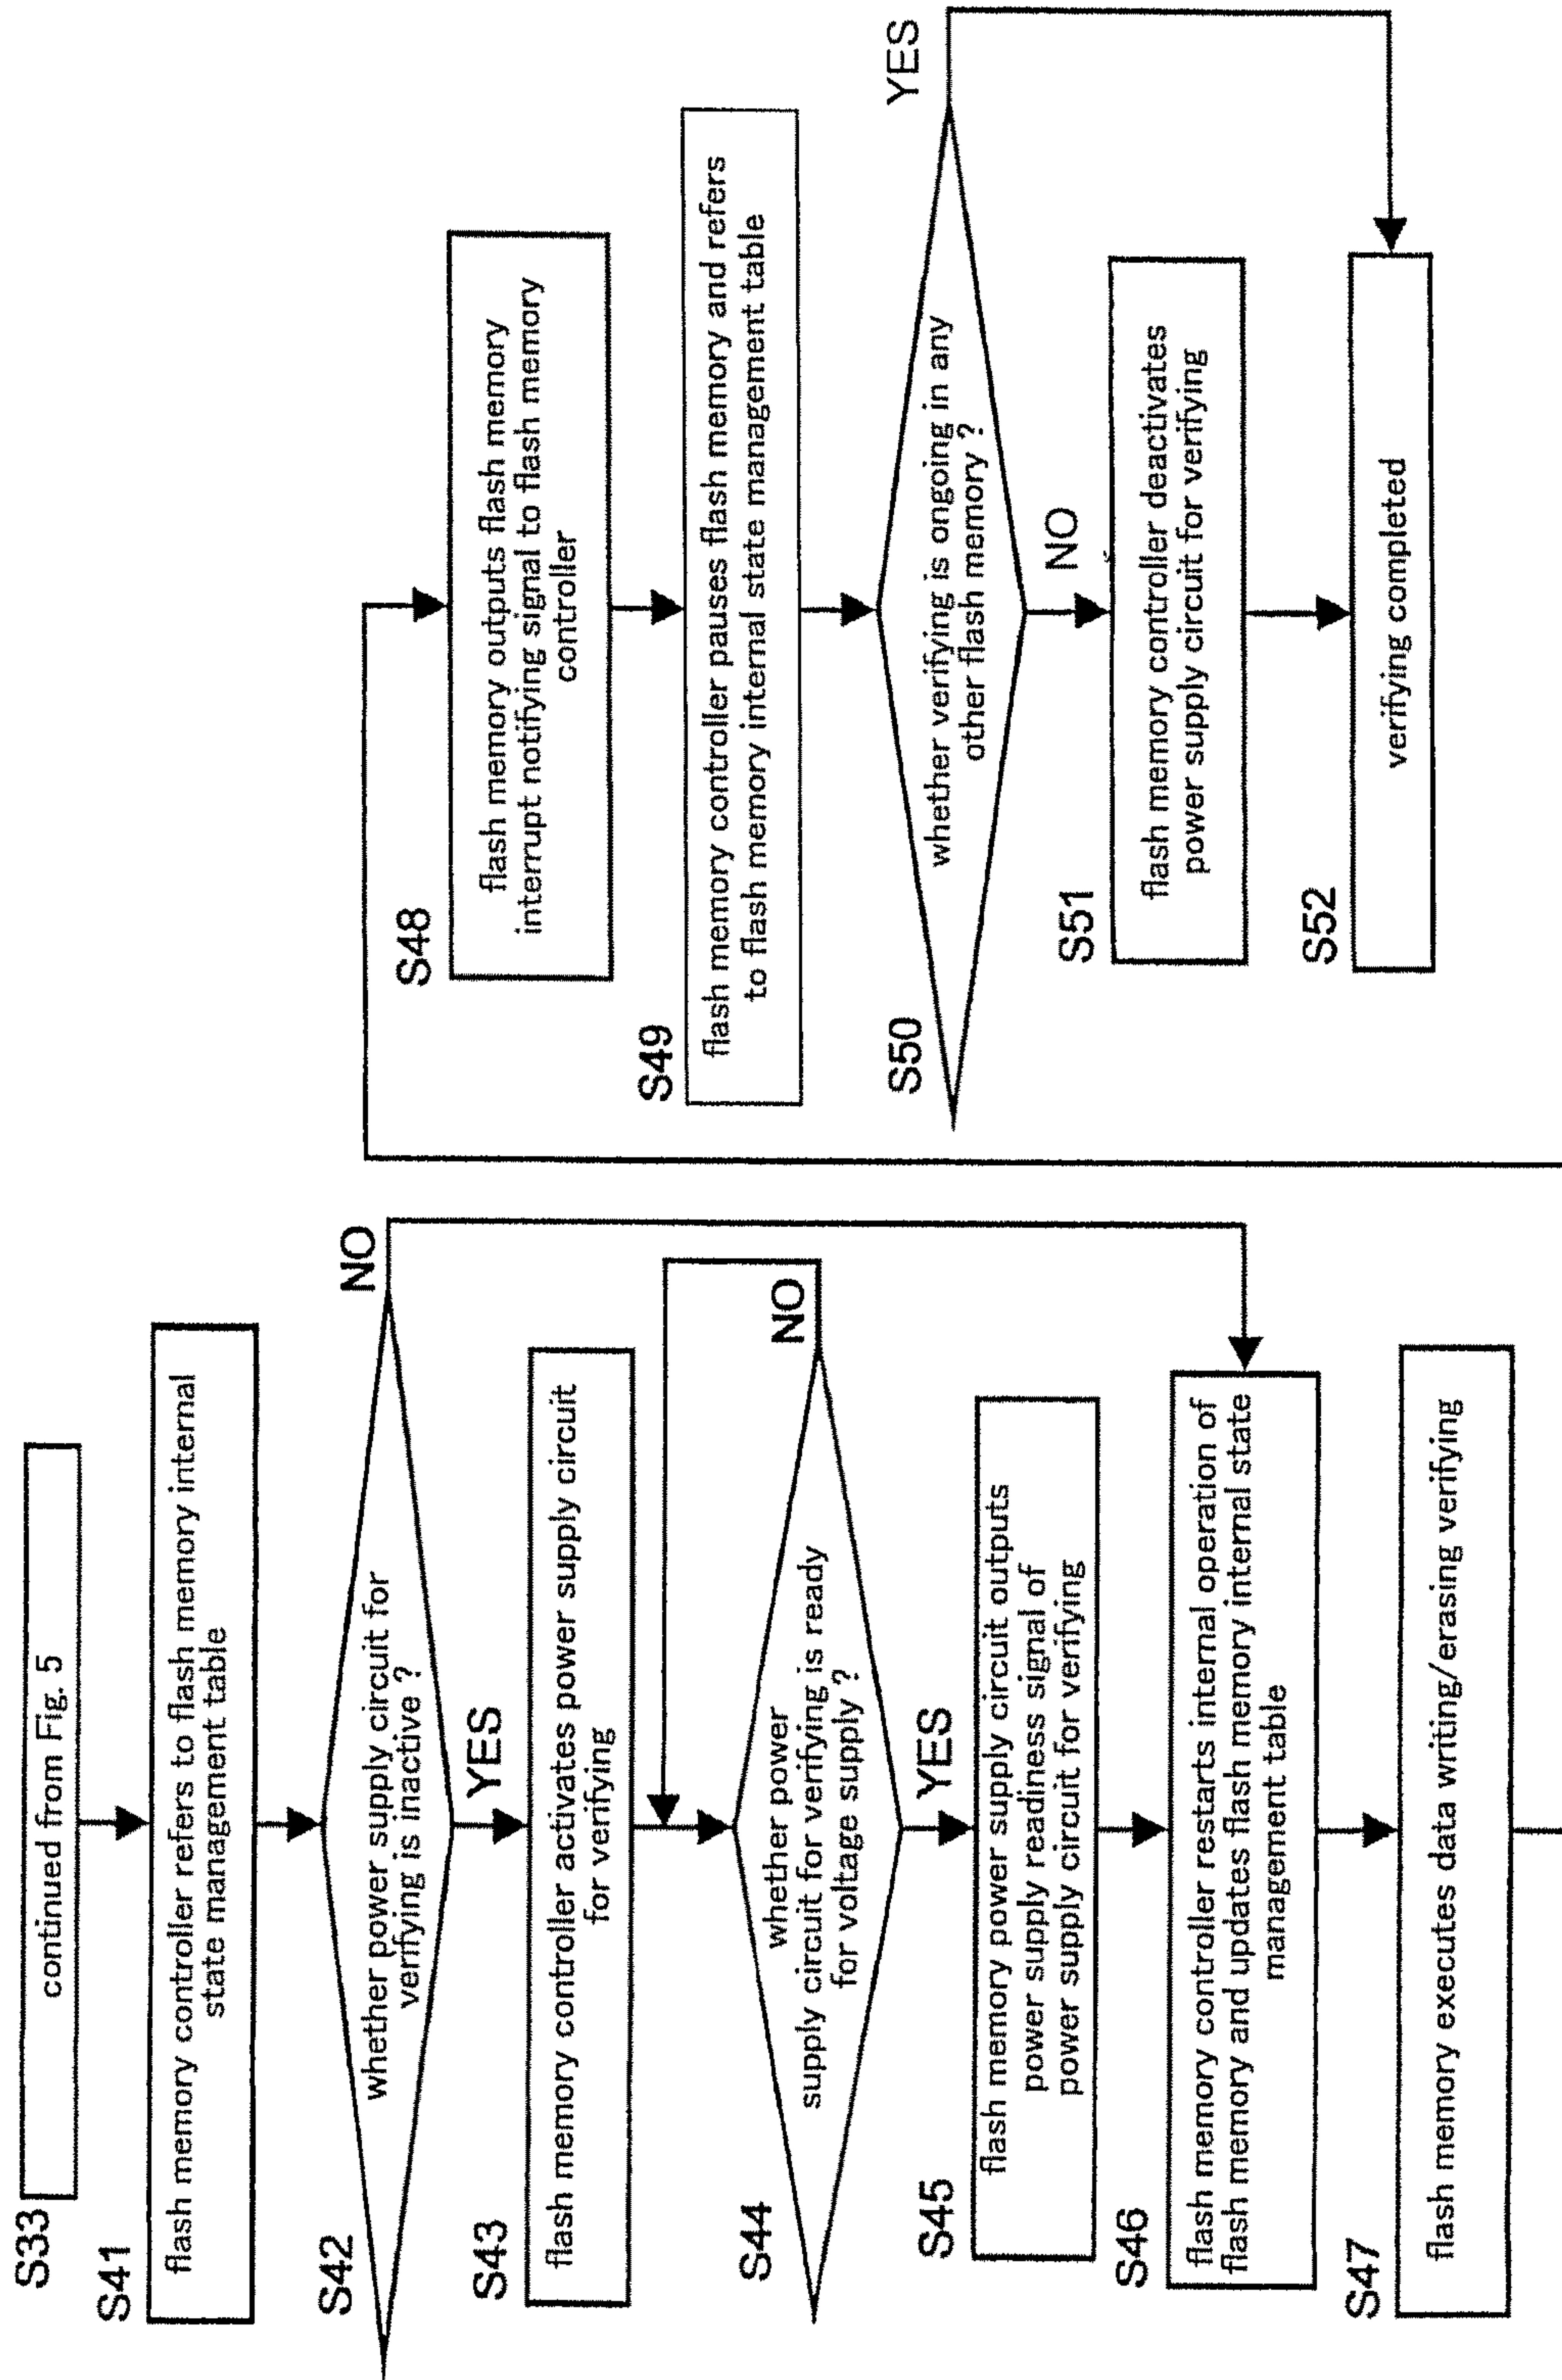 S33
continued from Fig. 5
S41
flash memory controller refers to flash memory internal
state management table
S42
whether power supply circuit for
verifying is inactive ?
NO
YES
S43
flash memory controller activates power supply circuit
for verifying
S44
whether power
supply circuit for verifying is ready
for voltage supply ?
NO
YES
S45
flash memory power supply circuit outputs
power supply readiness signal of
power supply circuit for verifying
S46
flash memory controller restarts internal operation of
flash memory and updates flash memory internal state
management table
S47
flash memory executes data writing/erasing verifying
S48
flash memory outputs flash memory
interrupt notifying signal to flash memory
controller
S49
flash memory controller pauses flash memory and refers
to flash memory internal state management table
S50
whether verifying is ongoing in any
other flash memory ?
YES
NO
S51
flash memory controller deactivates
power supply circuit for verifying
S52
verifying completed